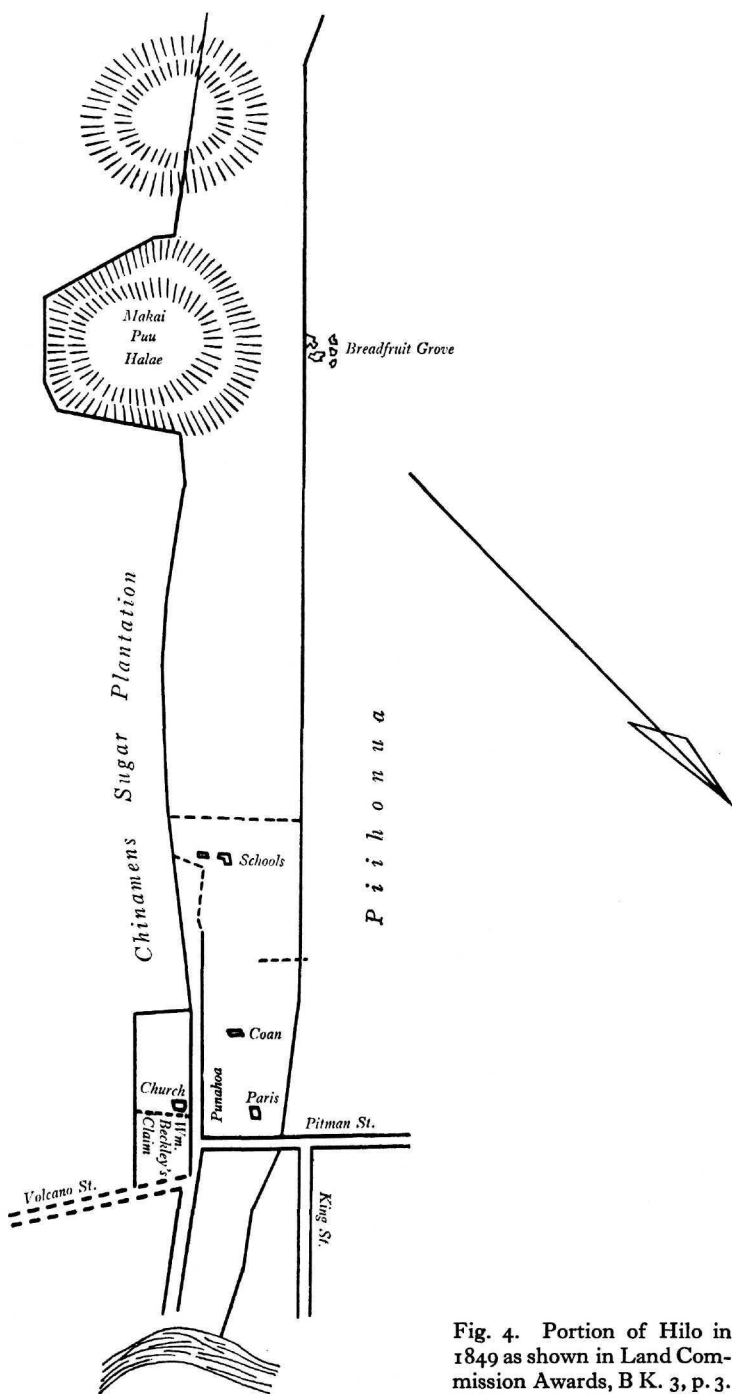 Makai
Puu
Halae
Breadfruit Grove
Chinamens Sugar Plantation
Piihonua
Schools
Coan
Church
Punahoa
Paris
Wm.
Beckley's
Claim
Pitman St.
Volcano St.
King St.
Fig. 4. Portion of Hilo in
1849 as shown in Land Com-
mission Awards, B K. 3, p. 3.